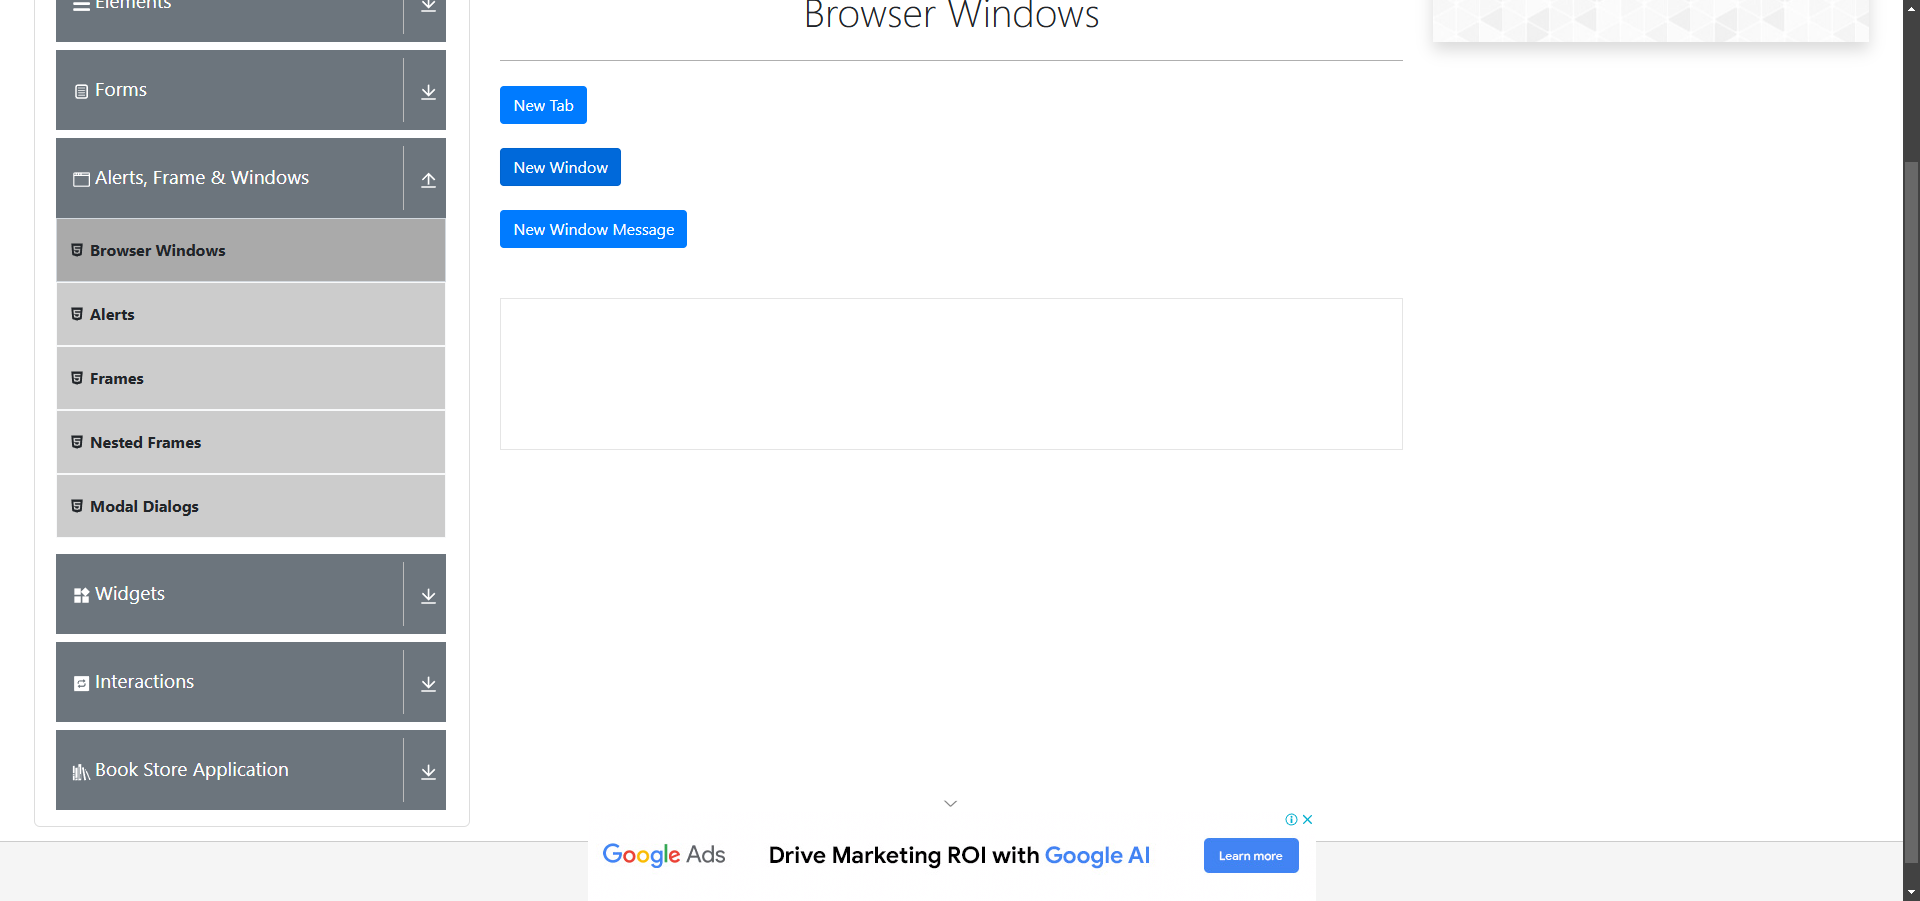 Elements
Forms
Alerts, Frame & Windows
Browser Windows
Alerts
Frames
Nested Frames
Modal Dialogs
Widgets
Interactions
Book Store Application
Browser Windows
New Tab
New Window
New Window Message
Google Ads
Drive Marketing ROI with Google AI
Learn more